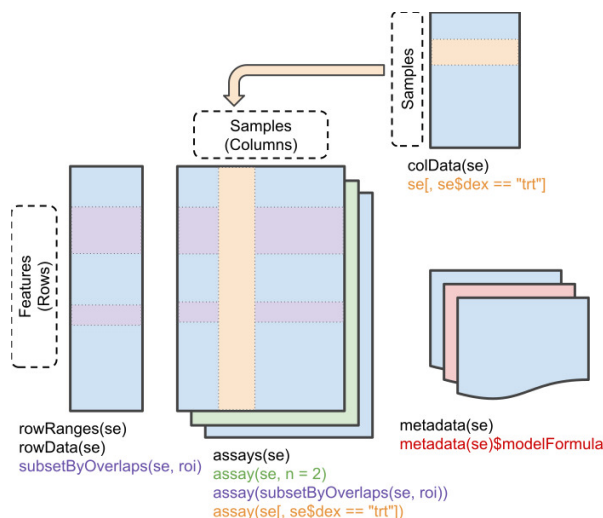 Samples
Samples
(Columns)
colData(se)
se[, se$dex == "trt"]
Features
(Rows)
rowRanges(se)
rowData(se)
subsetByOverlaps(se, roi)
assays(se)
assay(se, n = 2)
assay(subsetByOverlaps(se, roi))
assay(se[, se$dex == "trt"])
metadata(se)
metadata(se)$modelFormula